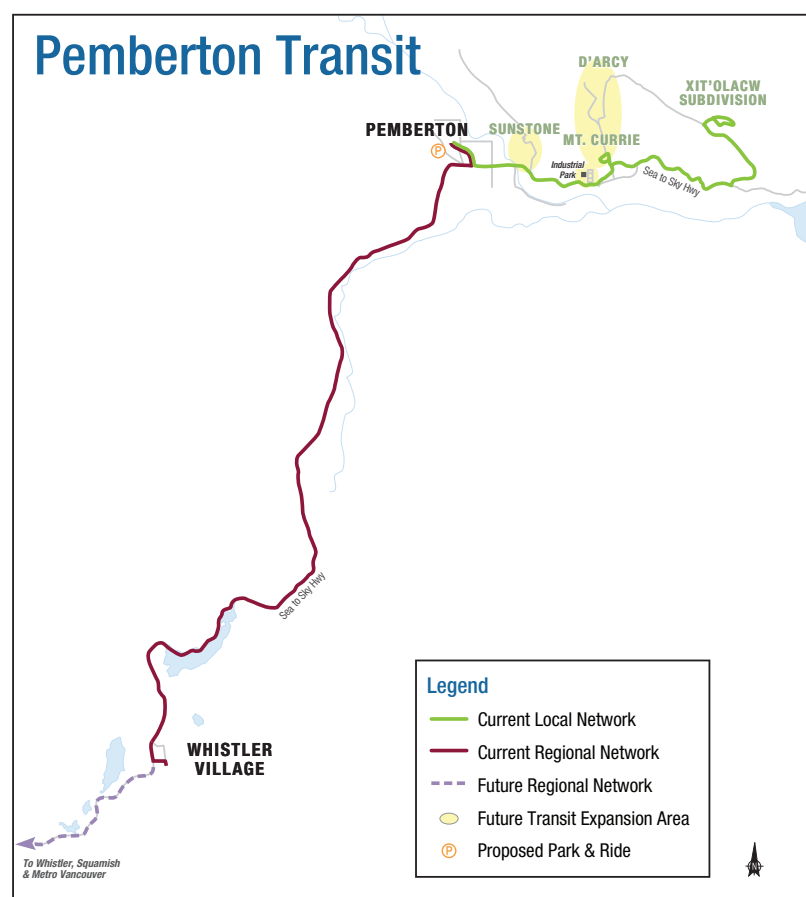 Pemberton Transit
D'ARCY
XIT'OLACW
SUBDIVISION
PEMBERTON
SUNSTONE
MT. CURRIE
P
Industrial
Park
Sea to Sky Hwy
Sea to Sky Hwy
WHISTLER
VILLAGE
To Whistler, Squamish
& Metro Vancouver
Legend
Current Local Network
Current Regional Network
Future Regional Network
Future Transit Expansion Area
P Proposed Park & Ride
N